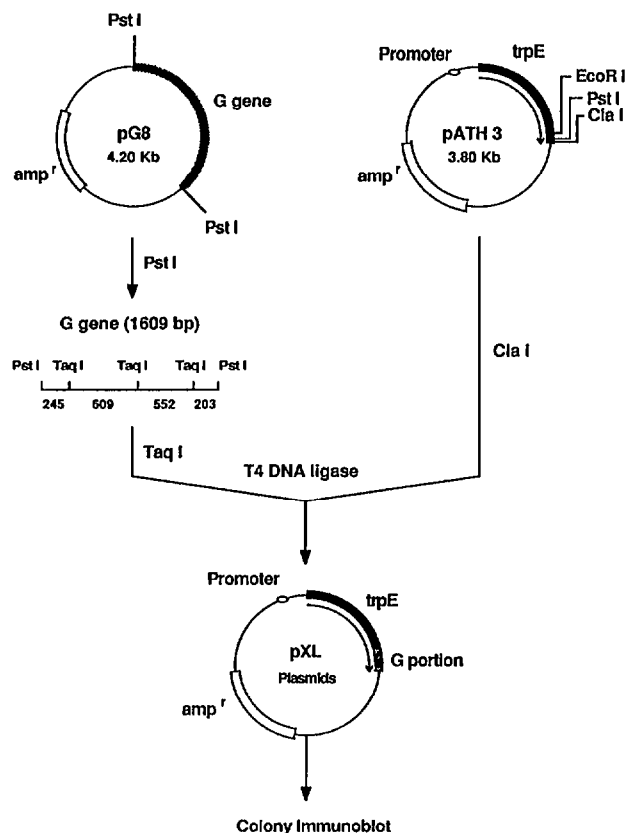 Pst I
G gene
pG8
4.20 Kb
amp r
Pst I
Promoter
trpE
EcoR I
Pst I
Cla I
pATH 3
3.80 Kb
amp r
Pst I
G gene (1609 bp)
Pst I Taq I Taq I Taq I Pst I
245 609 552 203
Taq I
Cla I
T4 DNA ligase
Promoter
trpE
pXL
Plasmids
G portion
amp r
Colony Immunoblot